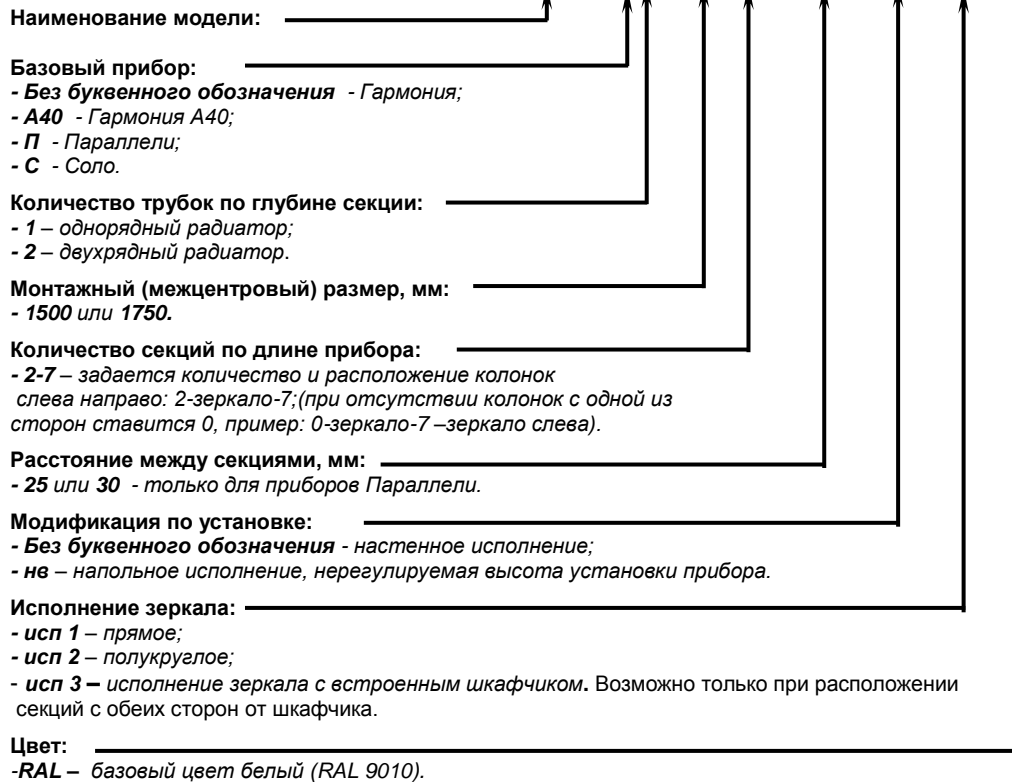 Наименование модели:
Базовый прибор:
- Без буквенного обозначения - Гармония;
- А40 - Гармония А40;
- П - Параллели;
- С - Соло.
Количество трубок по глубине секции:
- 1 – однорядный радиатор;
- 2 – двухрядный радиатор.
Монтажный (межцентровый) размер, мм:
- 1500 или 1750.
Количество секций по длине прибора:
- 2-7 – задается количество и расположение колонок
слева направо: 2-зеркало-7;(при отсутствии колонок с одной из
сторон ставится 0, пример: 0-зеркало-7 –зеркало слева).
Расстояние между секциями, мм:
- 25 или 30 - только для приборов Параллели.
Модификация по установке:
- Без буквенного обозначения - настенное исполнение;
- нв – напольное исполнение, нерегулируемая высота установки прибора.
Исполнение зеркала:
- исп 1 – прямое;
- исп 2 – полукруглое;
- исп 3 – исполнение зеркала с встроенным шкафчиком. Возможно только при расположении
секций с обеих сторон от шкафчика.
Цвет:
-RAL – базовый цвет белый (RAL 9010).